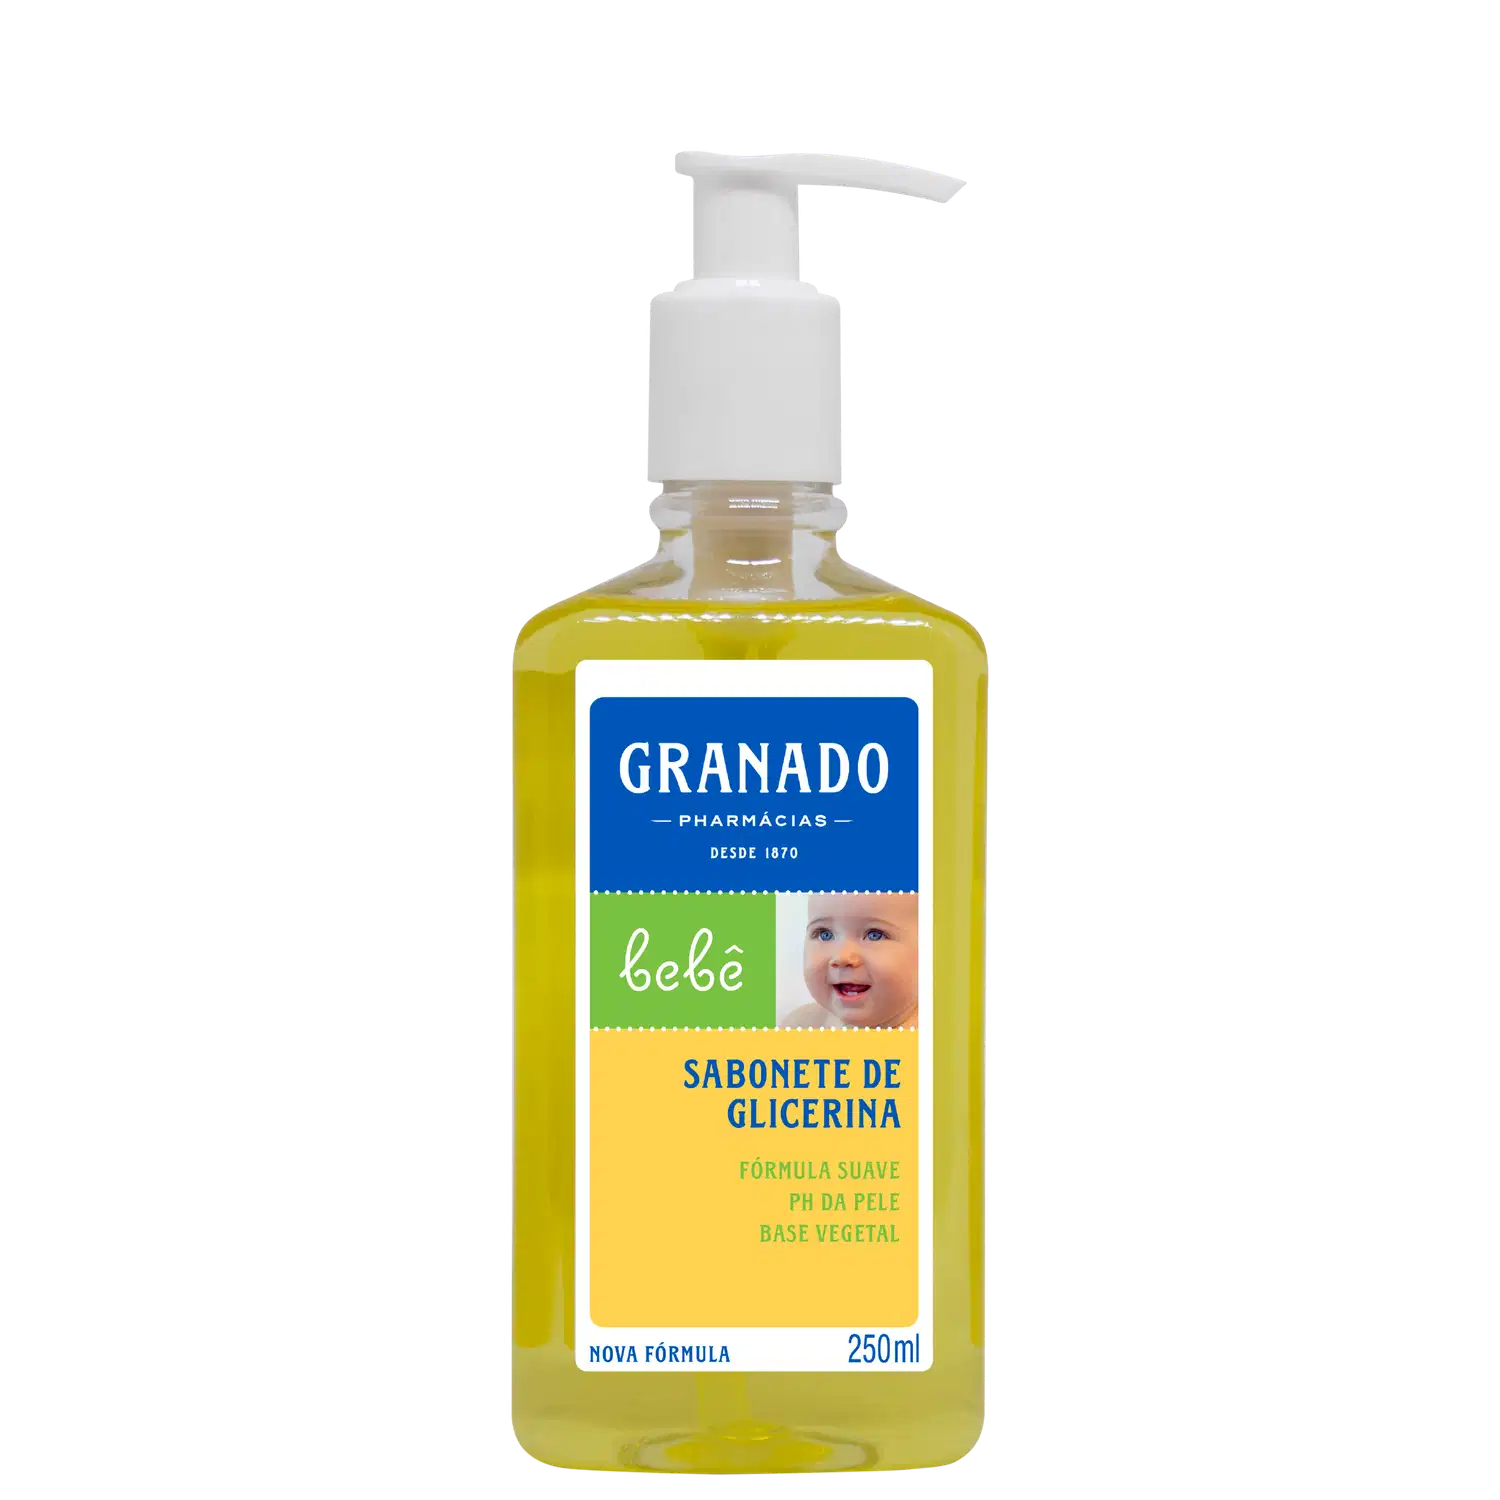 GRANADO
PHARMÁCIAS
DESDE 1870
bebê
SABONETE DE
GLICERINA
FÓRMULA SUAVE
PH DA PELE
BASE VEGETAL
NOVA FÓRMULA 250ml